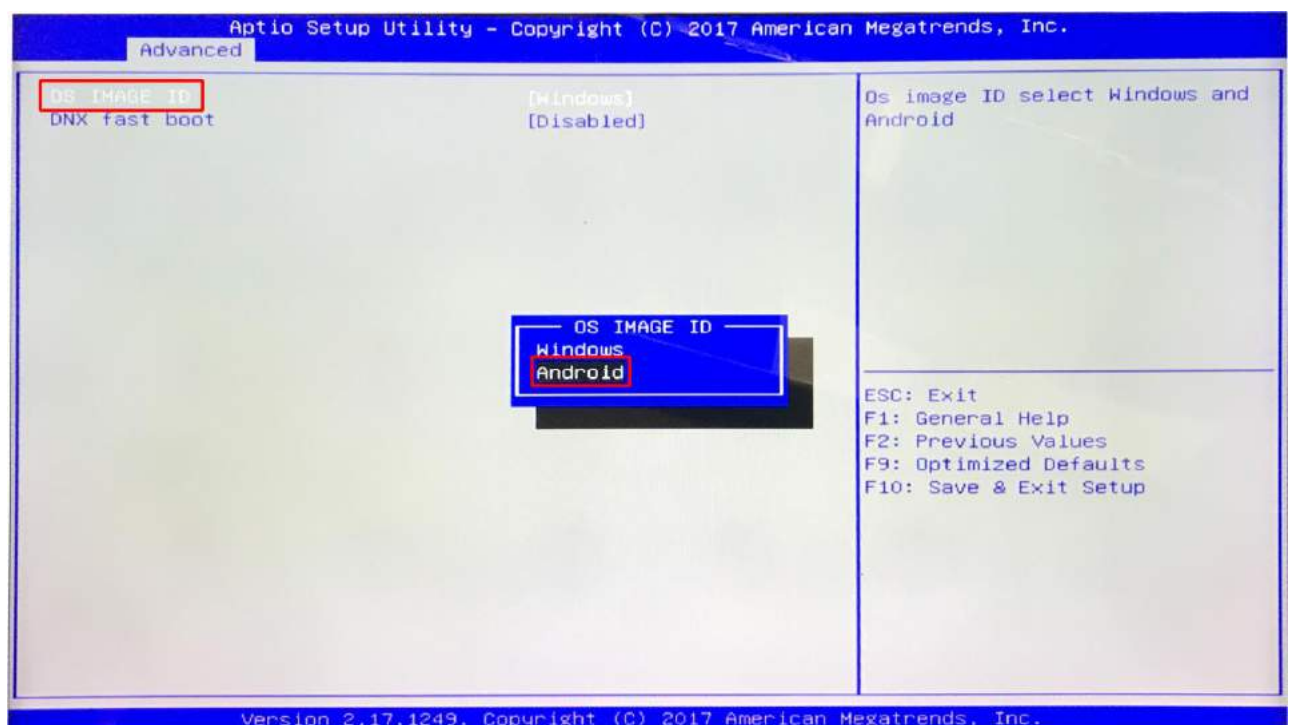 Aptio Setup Utility - Copyright (C) 2017 American Megatrends, Inc.
Advanced
OS IMAGE ID [Windows]
DNX fast boot [Disabled]
Os image ID select Windows and
Android
OS IMAGE ID
Windows
Android
ESC: Exit
F1: General Help
F2: Previous Values
F9: Optimized Defaults
F10: Save & Exit Setup
Version 2.17.1249. Copyright (C) 2017 American Megatrends, Inc.